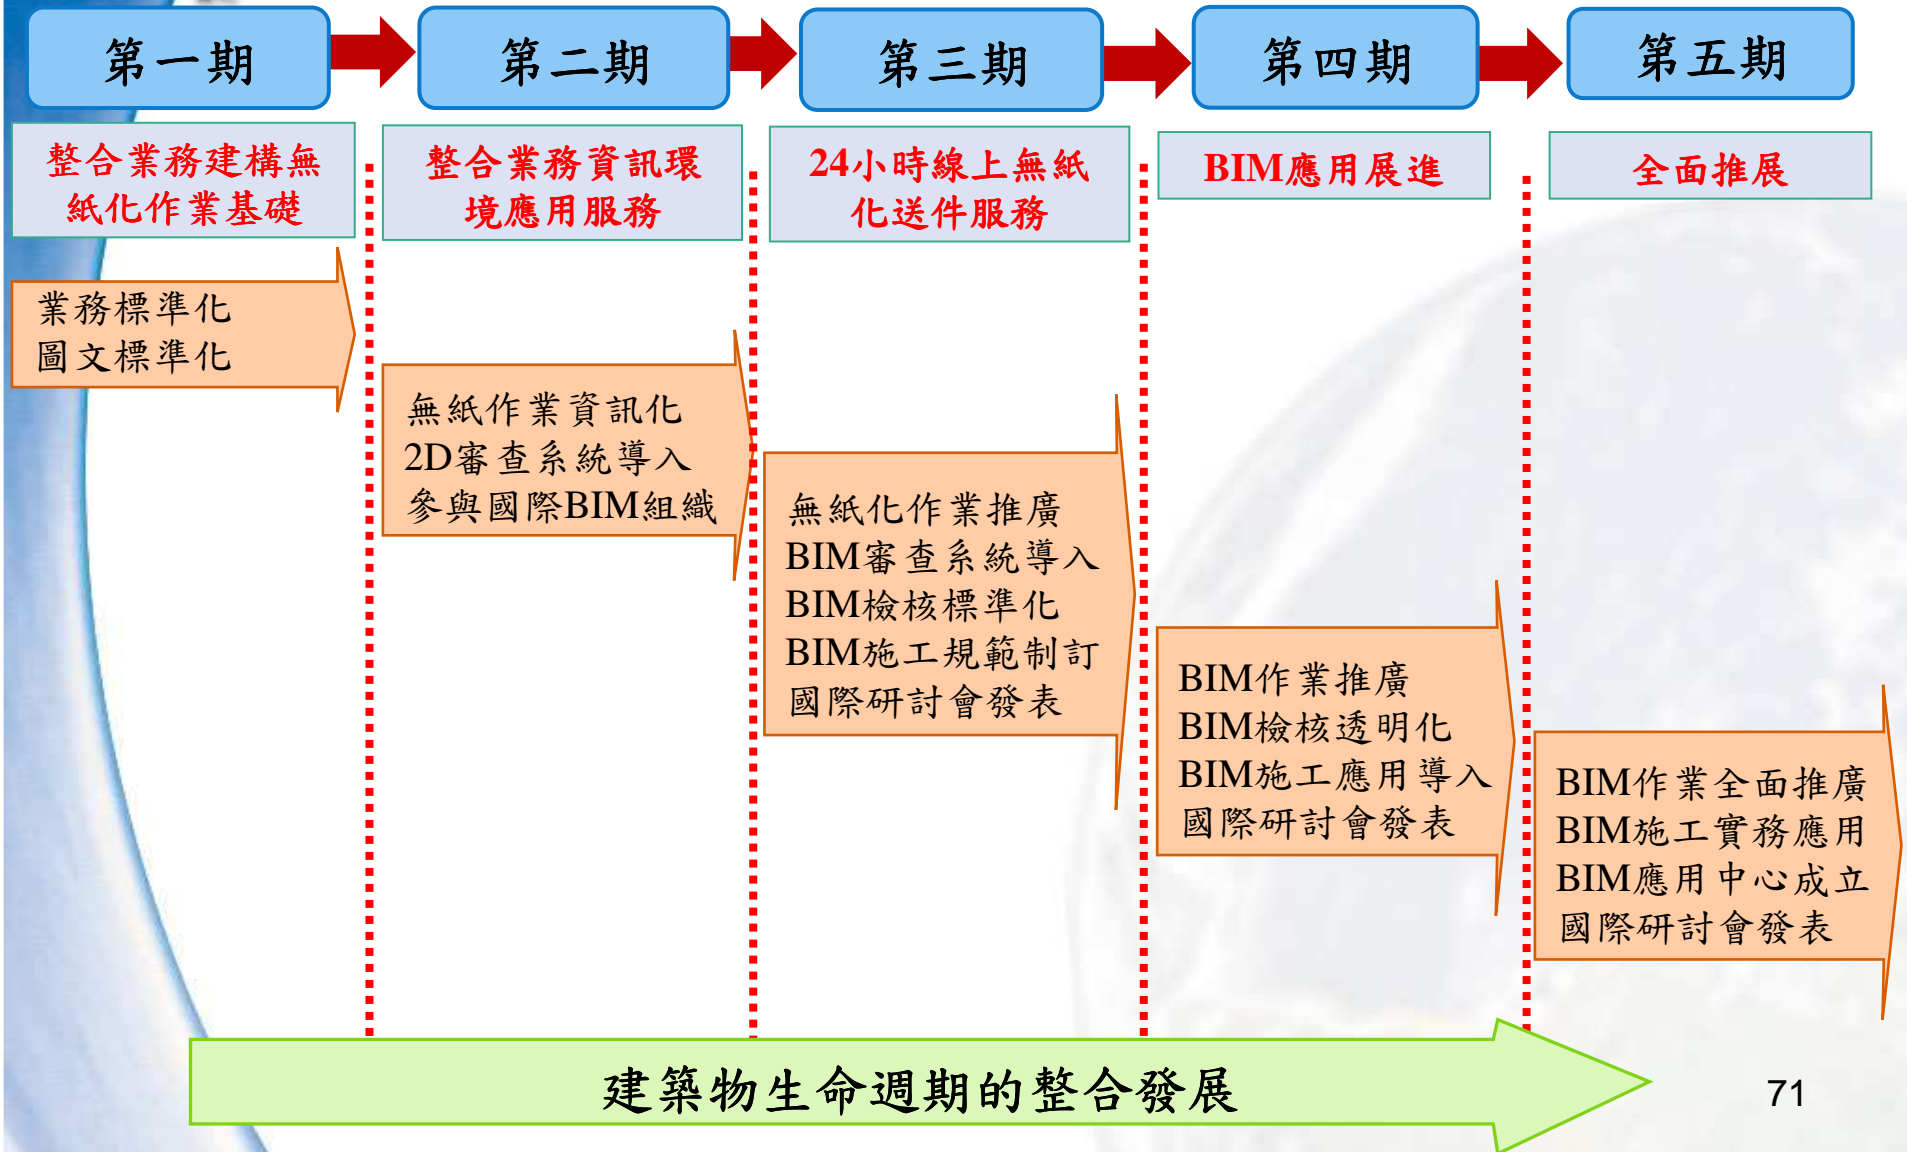 第一期
第二期
第三期
第四期
第五期
整合業務建構無
紙化作業基礎
整合業務資訊環
境應用服務
24小時線上無紙
化送件服務
BIM應用展進
全面推展
業務標準化
圖文標準化
無紙作業資訊化
2D審查系統導入
參與國際BIM組織
無紙化作業推廣
BIM審查系統導入
BIM檢核標準化
BIM施工規範制訂
國際研討會發表
BIM作業推廣
BIM檢核透明化
BIM施工應用導入
國際研討會發表
BIM作業全面推廣
BIM施工實務應用
BIM應用中心成立
國際研討會發表
建築物生命週期的整合發展
71